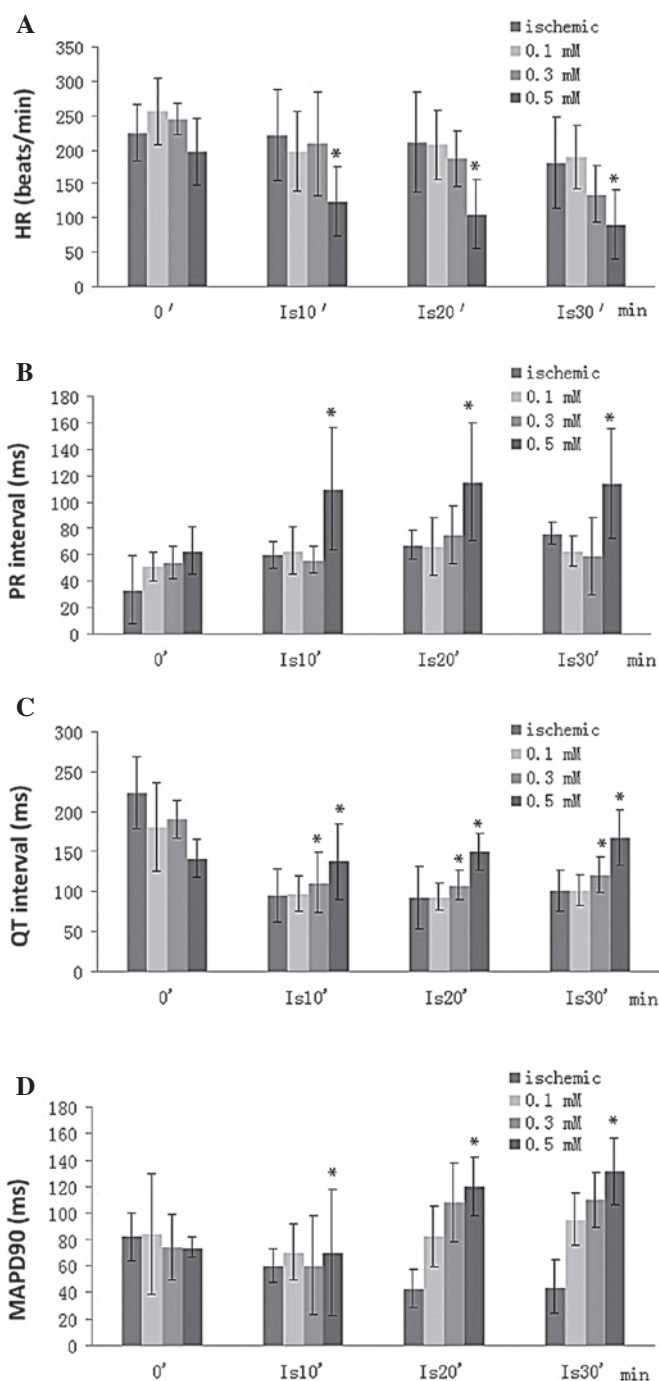 A
HR (beats/min)
350
300
250
200
150
100
50
0
ischemic
0.1 mM
0.3 mM
0.5 mM
* * *
0′ Is10′ Is20′ Is30′ min
B
PR interval (ms)
180
160
140
120
100
80
60
40
20
0
ischemic
0.1 mM
0.3 mM
0.5 mM
* * *
0′ Is10′ Is20′ Is30′ min
C
QT interval (ms)
300
250
200
150
100
50
0
ischemic
0.1 mM
0.3 mM
0.5 mM
* * * * * *
0′ Is10′ Is20′ Is30′ min
D
MAPD90 (ms)
180
160
140
120
100
80
60
40
20
0
ischemic
0.1 mM
0.3 mM
0.5 mM
* * *
0′ Is10′ Is20′ Is30′ min